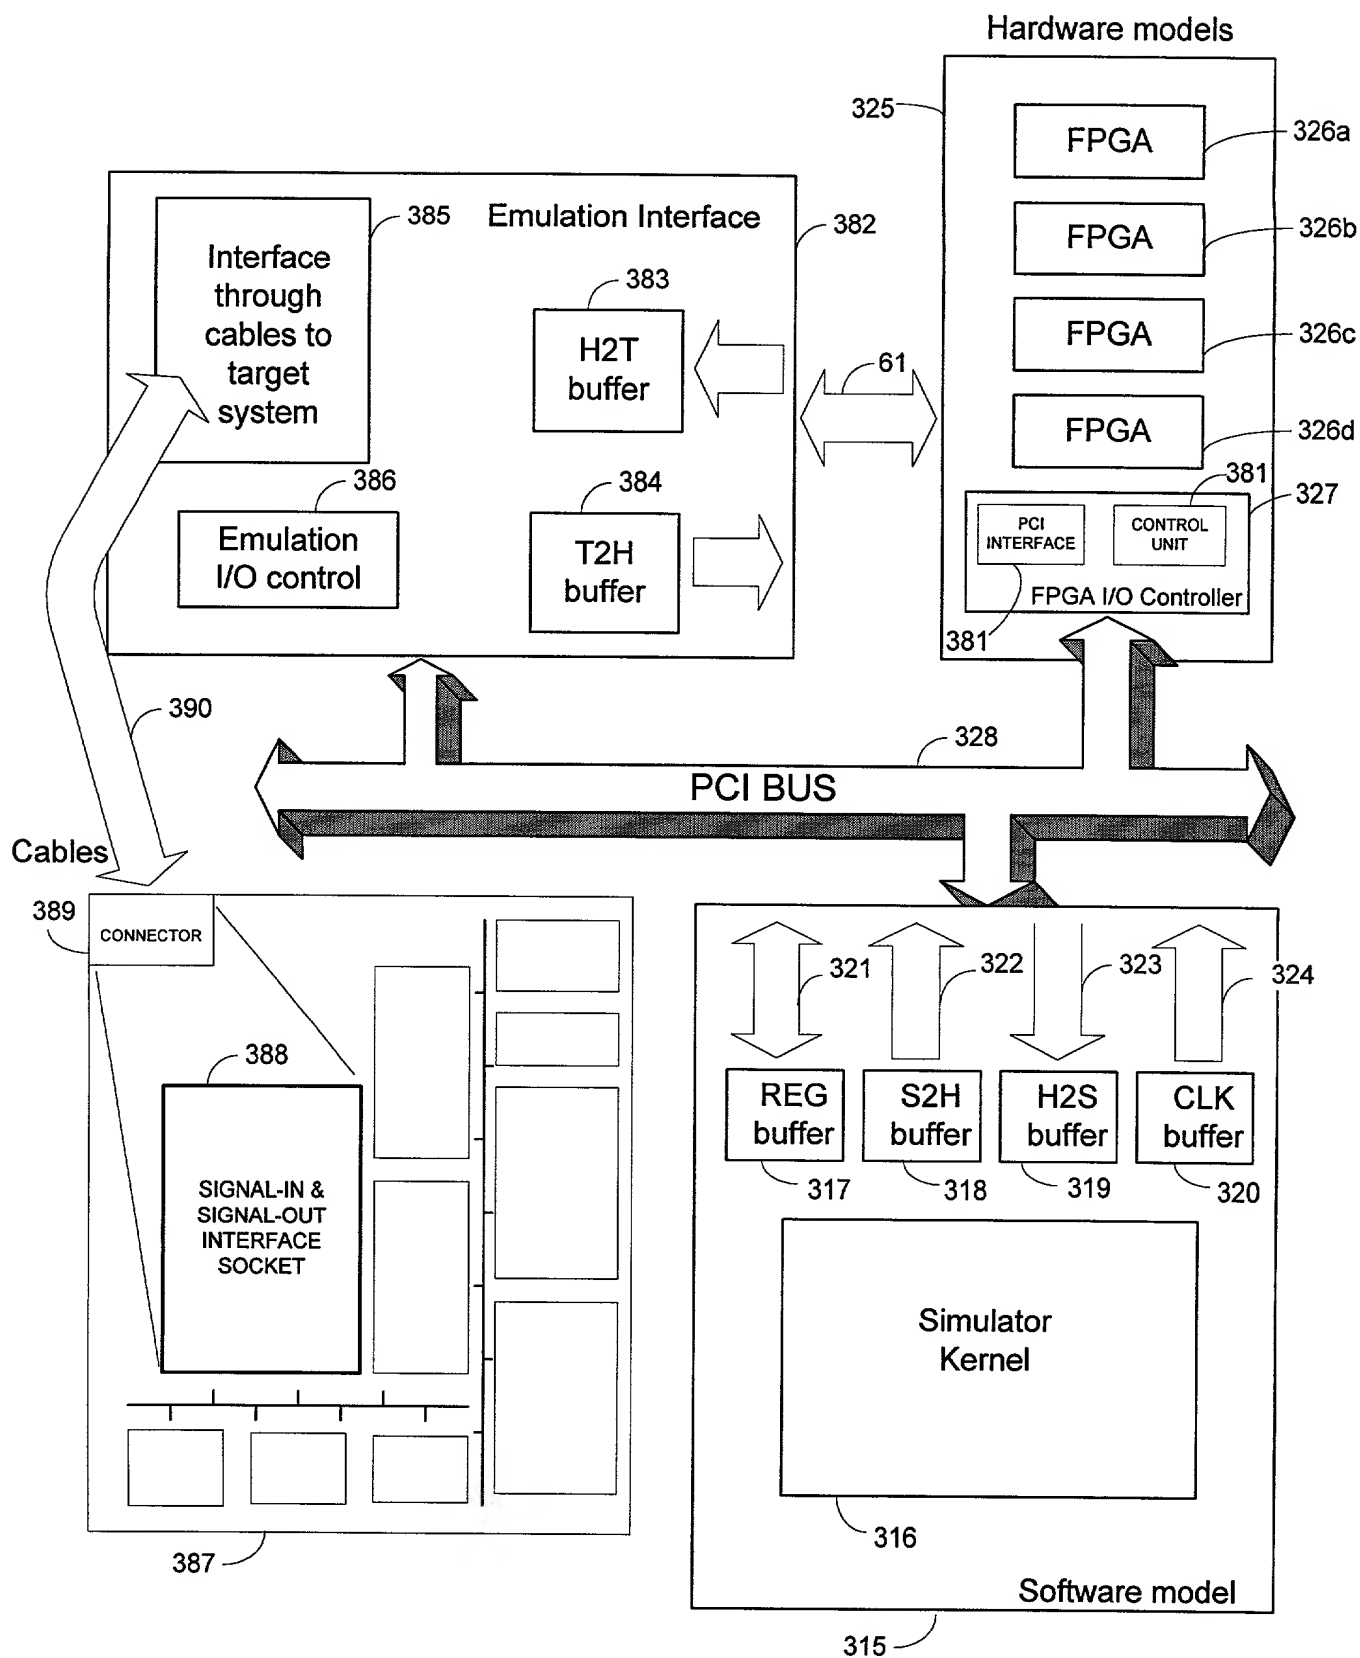 Hardware models
325
FPGA
326a
FPGA
326b
FPGA
326c
FPGA
326d
381
327
PCI
INTERFACE
CONTROL
UNIT
FPGA I/O Controller
381
385
Emulation Interface
382
Interface
through
cables to
target
system
383
H2T
buffer
61
386
Emulation
I/O control
384
T2H
buffer
390
328
PCI BUS
Cables
389
CONNECTOR
388
SIGNAL-IN &
SIGNAL-OUT
INTERFACE
SOCKET
387
321
322
323
324
REG
buffer
S2H
buffer
H2S
buffer
CLK
buffer
317
318
319
320
Simulator
Kernel
316
Software model
315